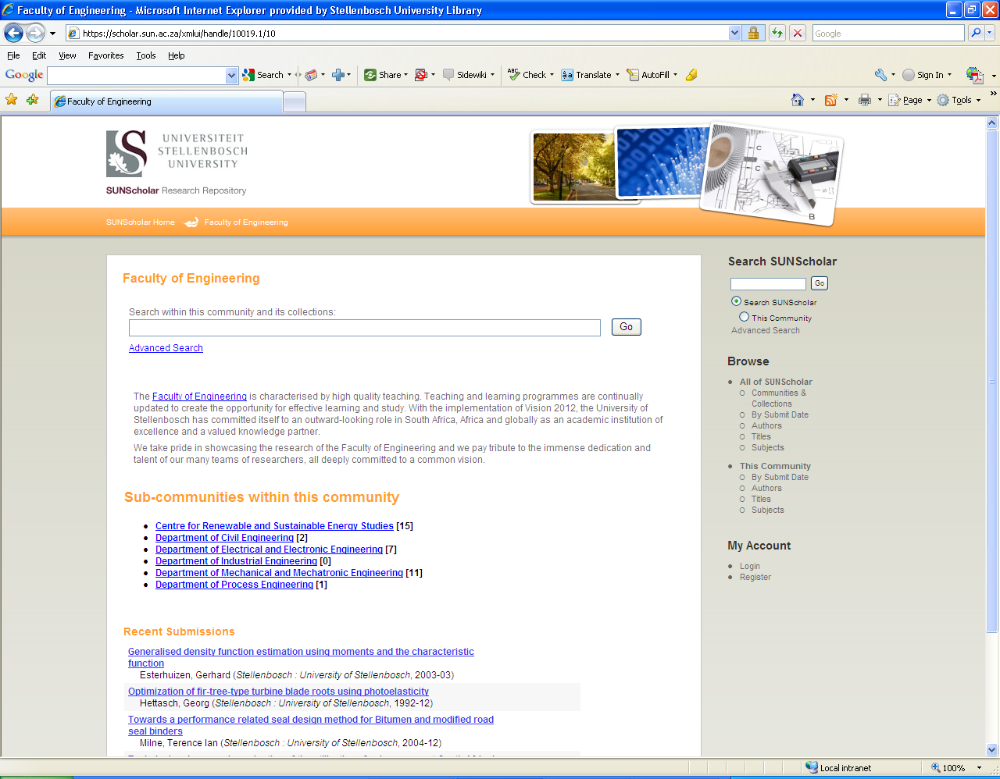 Faculty of Engineering - Microsoft Internet Explorer provided by Stellenbosch University Library
https://scholar.sun.ac.za/xmlui/handle/10019.1/10
Google
File Edit View Favorites Tools Help
Google Search Share Sidewiki ABC Check Translate AutoFill Sign In
Faculty of Engineering
Page Tools
UNIVERSITEIT
STELLENBOSCH
UNIVERSITY
SUNScholar Research Repository
C
C
B
SUNScholar Home Faculty of Engineering
Faculty of Engineering
Search within this community and its collections:
Go
Advanced Search
The Faculty of Engineering is characterised by high quality teaching. Teaching and learning programmes are continually
updated to create the opportunity for effective learning and study. With the implementation of Vision 2012, the University of
Stellenbosch has committed itself to an outward-looking role in South Africa, Africa and globally as an academic institution of
excellence and a valued knowledge partner.
We take pride in showcasing the research of the Faculty of Engineering and we pay tribute to the immense dedication and
talent of our many teams of researchers, all deeply committed to a common vision.
Sub-communities within this community
Centre for Renewable and Sustainable Energy Studies [15]
Department of Civil Engineering [2]
Department of Electrical and Electronic Engineering [7]
Department of Industrial Engineering [0]
Department of Mechanical and Mechatronic Engineering [11]
Department of Process Engineering [1]
Recent Submissions
Generalised density function estimation using moments and the characteristic
function
Esterhuizen, Gerhard (Stellenbosch : University of Stellenbosch, 2003-03)
Optimization of fir-tree-type turbine blade roots using photoelasticity
Hettasch, Georg (Stellenbosch : University of Stellenbosch, 1992-12)
Towards a performance related seal design method for Bitumen and modified road
seal binders
Milne, Terence Ian (Stellenbosch : University of Stellenbosch, 2004-12)
Search SUNScholar
Go
Search SUNScholar
This Community
Advanced Search
Browse
All of SUNScholar
Communities &
Collections
By Submit Date
Authors
Titles
Subjects
This Community
By Submit Date
Authors
Titles
Subjects
My Account
Login
Register
Local intranet
100%